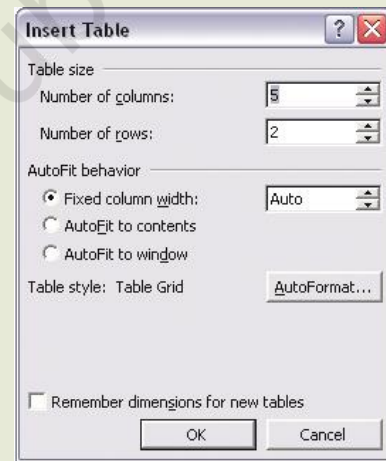 Insert Table
Table size
Number of columns: 5
Number of rows: 2
AutoFit behavior
Fixed column width: Auto
AutoFit to contents
AutoFit to window
Table style: Table Grid AutoFormat...
Remember dimensions for new tables
OK Cancel